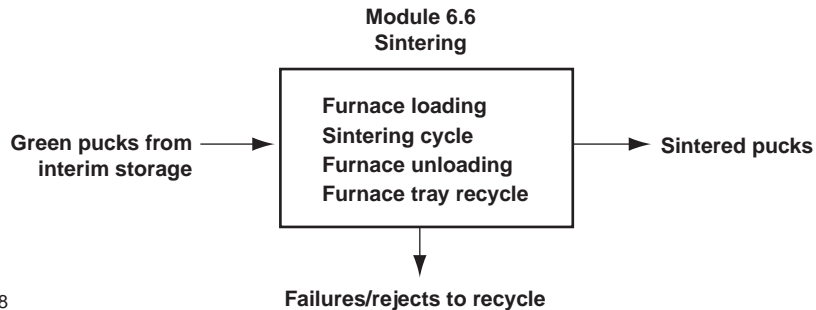 Module 6.6
Sintering
Furnace loading
Sintering cycle
Furnace unloading
Furnace tray recycle
Green pucks from
interim storage
Sintered pucks
Failures/rejects to recycle
8